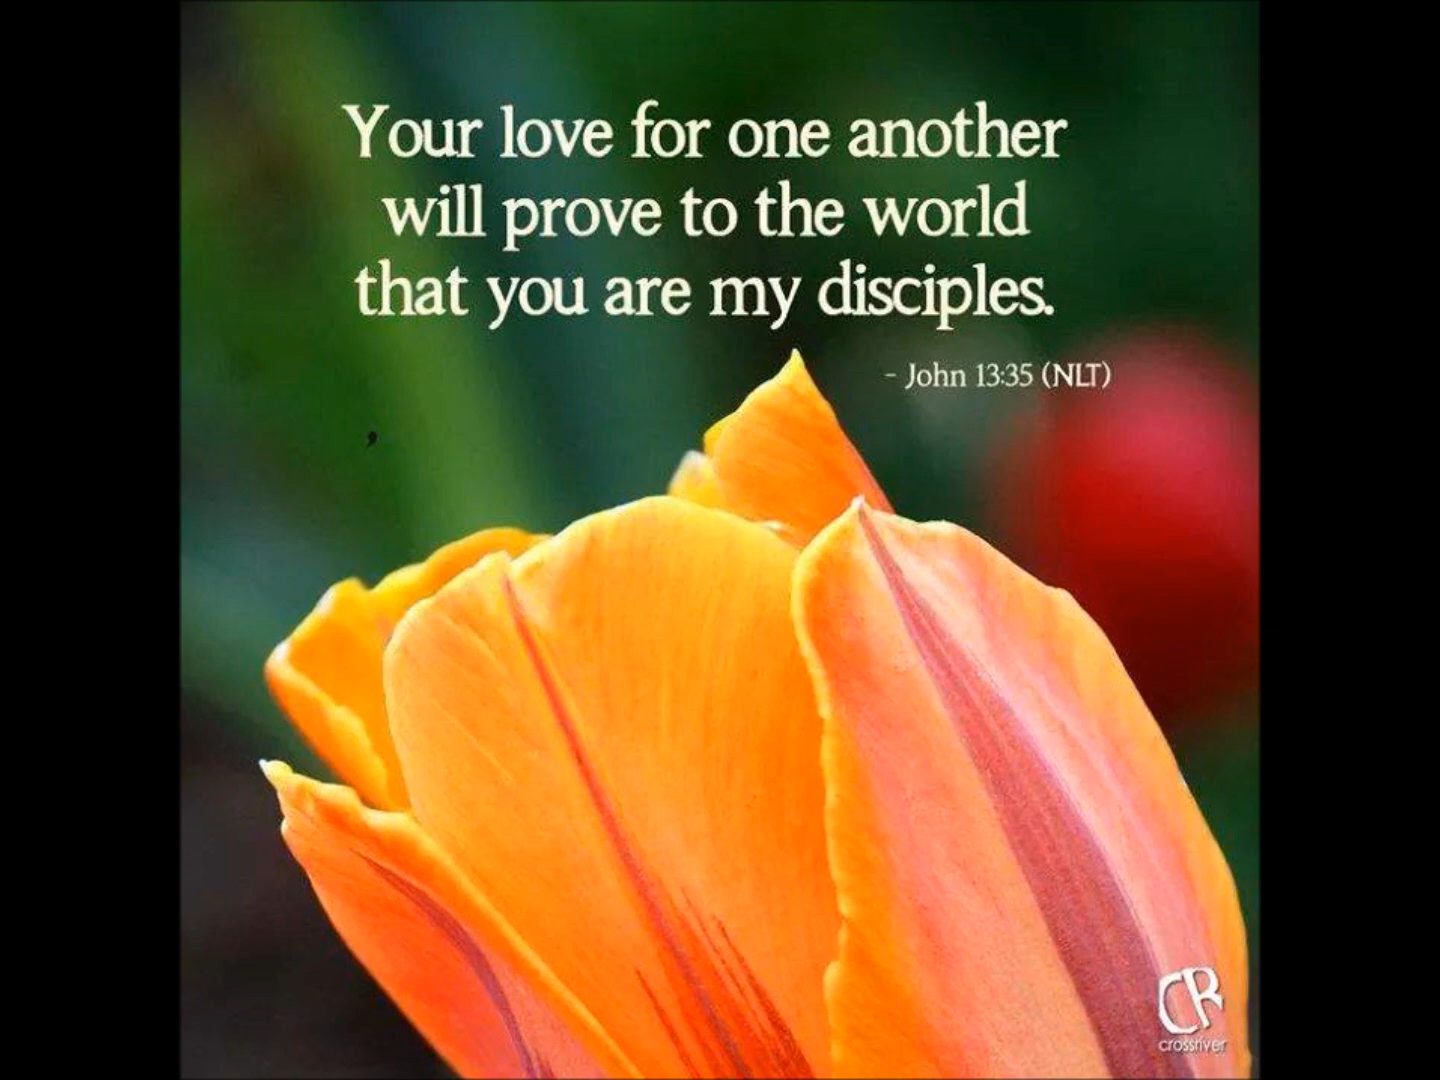 Your love for one another
will prove to the world
that you are my disciples.
- John 13:35 (NLT)
,
CR
crossriver